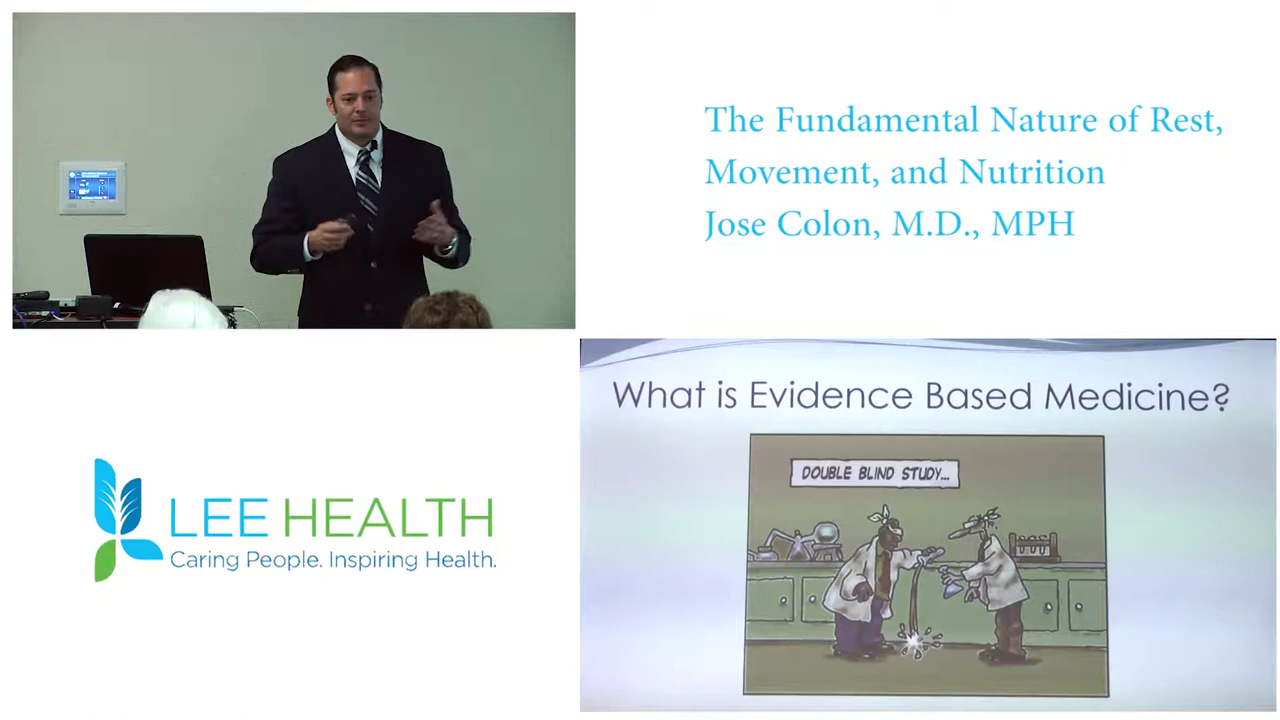 The Fundamental Nature of Rest,
Movement, and Nutrition
Jose Colon, M.D., MPH
LEE HEALTH
Caring People. Inspiring Health.
What is Evidence Based Medicine?
DOUBLE BLIND STUDY...